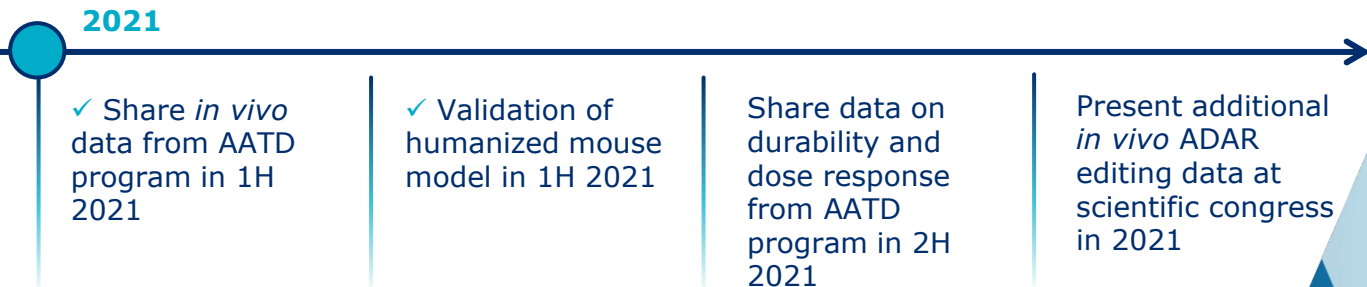 2021
✓ Share in vivo
data from AATD
program in 1H
2021
✓ Validation of
humanized mouse
model in 1H 2021
Share data on
durability and
dose response
from AATD
program in 2H
2021
Present additional
in vivo ADAR
editing data at
scientific congress
in 2021